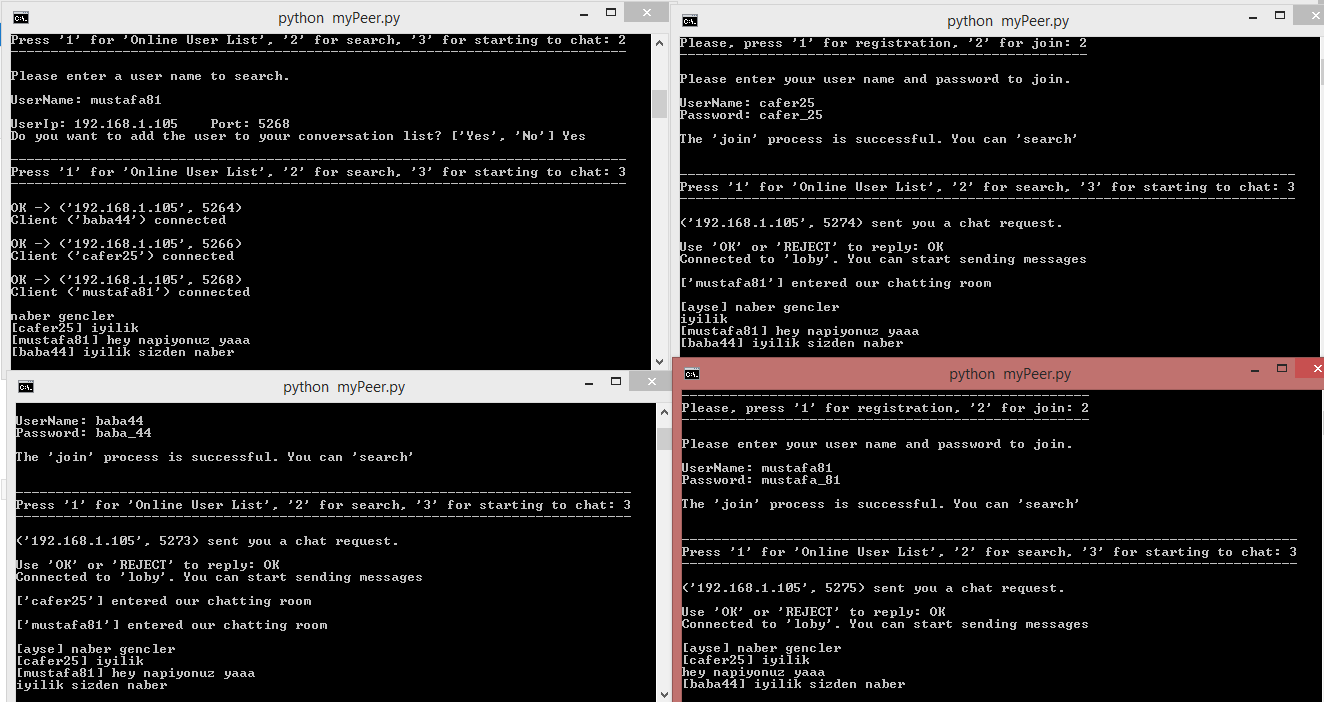 python  myPeer.py
Press '1' for 'Online User List', '2' for search, '3' for starting to chat: 2
Please enter a user name to search.
UserName: mustafa81
UserIp: 192.168.1.105    Port: 5268
Do you want to add the user to your conversation list? ['Yes', 'No'] Yes
Press '1' for 'Online User List', '2' for search, '3' for starting to chat: 3
OK -> ('192.168.1.105', 5264)
Client ('baba44') connected
OK -> ('192.168.1.105', 5266)
Client ('cafer25') connected
OK -> ('192.168.1.105', 5268)
Client ('mustafa81') connected
naber gencler
[cafer25] iyilik
[mustafa81] hey napiyonuz yaaa
[baba44] iyilik sizden naber
python  myPeer.py
Please, press '1' for registration, '2' for join: 2
Please enter your user name and password to join.
UserName: cafer25
Password: cafer_25
The 'join' process is successful. You can 'search'
Press '1' for 'Online User List', '2' for search, '3' for starting to chat: 3
('192.168.1.105', 5274) sent you a chat request.
Use 'OK' or 'REJECT' to reply: OK
Connected to 'loby'. You can start sending messages
['mustafa81'] entered our chatting room
[ayse] naber gencler
iyilik
[mustafa81] hey napiyonuz yaaa
[baba44] iyilik sizden naber
python  myPeer.py
UserName: baba44
Password: baba_44
The 'join' process is successful. You can 'search'
Press '1' for 'Online User List', '2' for search, '3' for starting to chat: 3
('192.168.1.105', 5273) sent you a chat request.
Use 'OK' or 'REJECT' to reply: OK
Connected to 'loby'. You can start sending messages
['cafer25'] entered our chatting room
['mustafa81'] entered our chatting room
[ayse] naber gencler
[cafer25] iyilik
[mustafa81] hey napiyonuz yaaa
iyilik sizden naber
python  myPeer.py
Please, press '1' for registration, '2' for join: 2
Please enter your user name and password to join.
UserName: mustafa81
Password: mustafa_81
The 'join' process is successful. You can 'search'
Press '1' for 'Online User List', '2' for search, '3' for starting to chat: 3
('192.168.1.105', 5275) sent you a chat request.
Use 'OK' or 'REJECT' to reply: OK
Connected to 'loby'. You can start sending messages
[ayse] naber gencler
[cafer25] iyilik
hey napiyonuz yaaa
[baba44] iyilik sizden naber